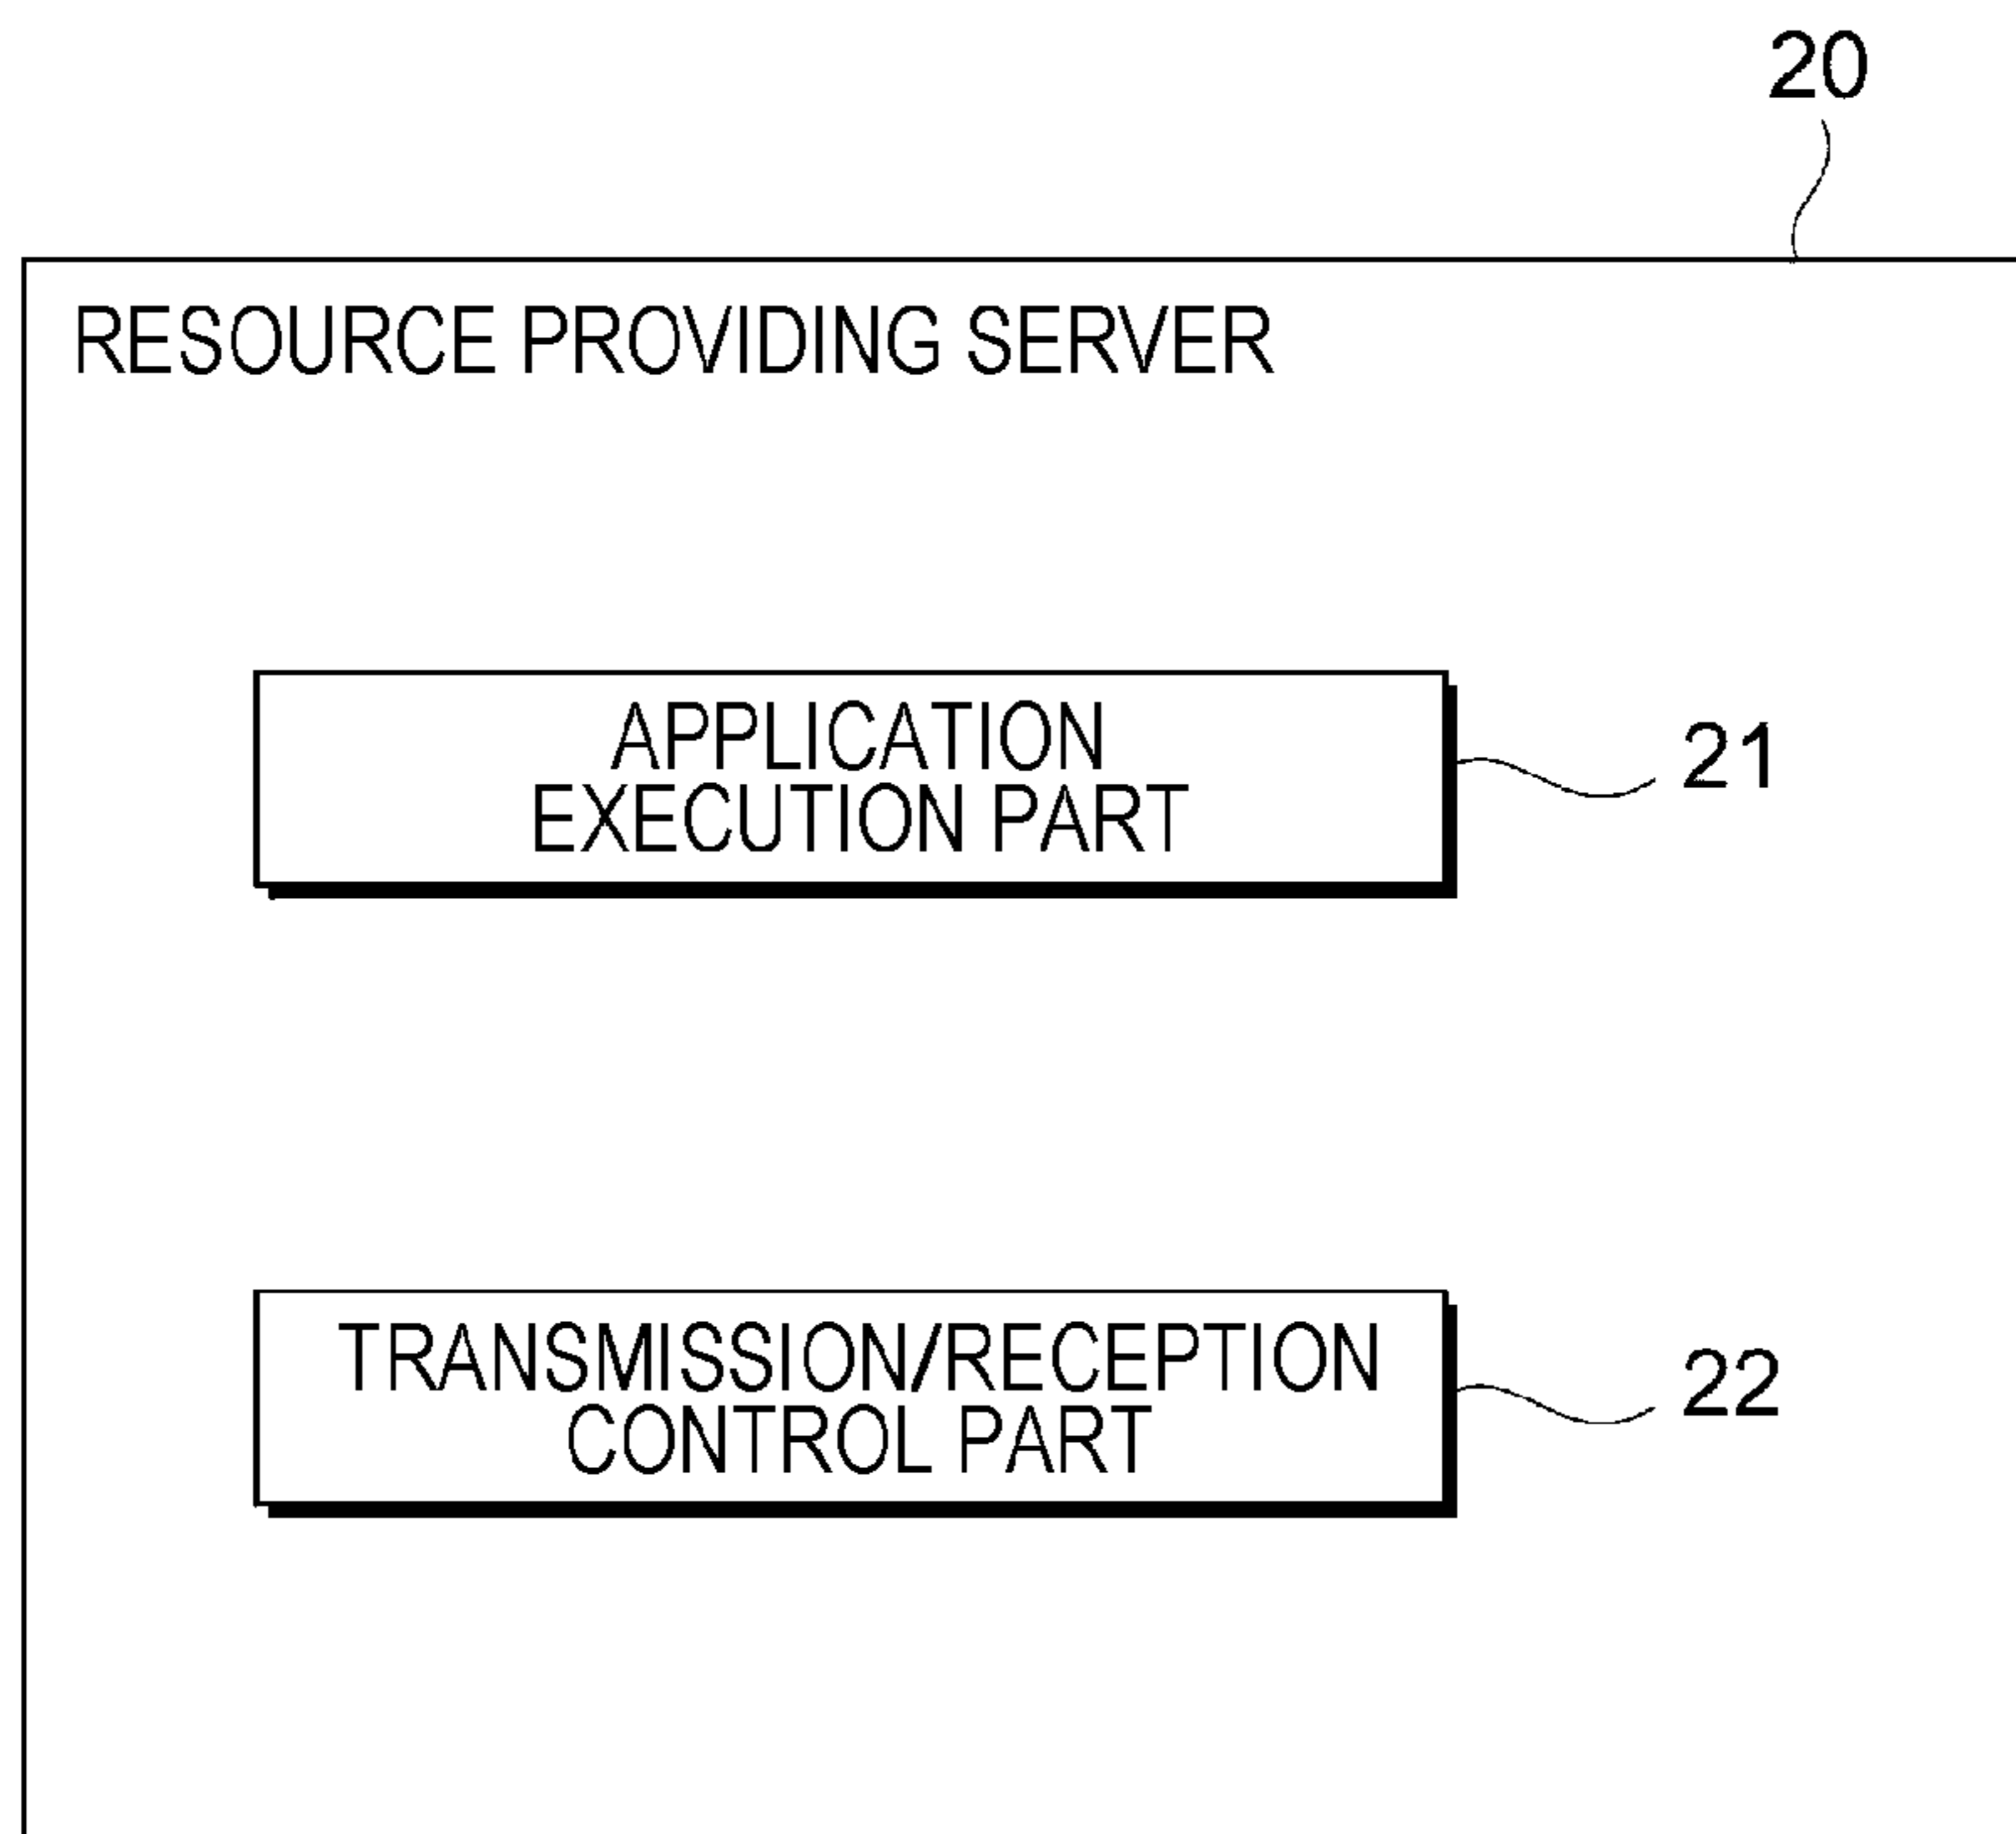 20
RESOURCE PROVIDING SERVER
APPLICATION
EXECUTION PART
21
TRANSMISSION/RECEPTION
CONTROL PART
22